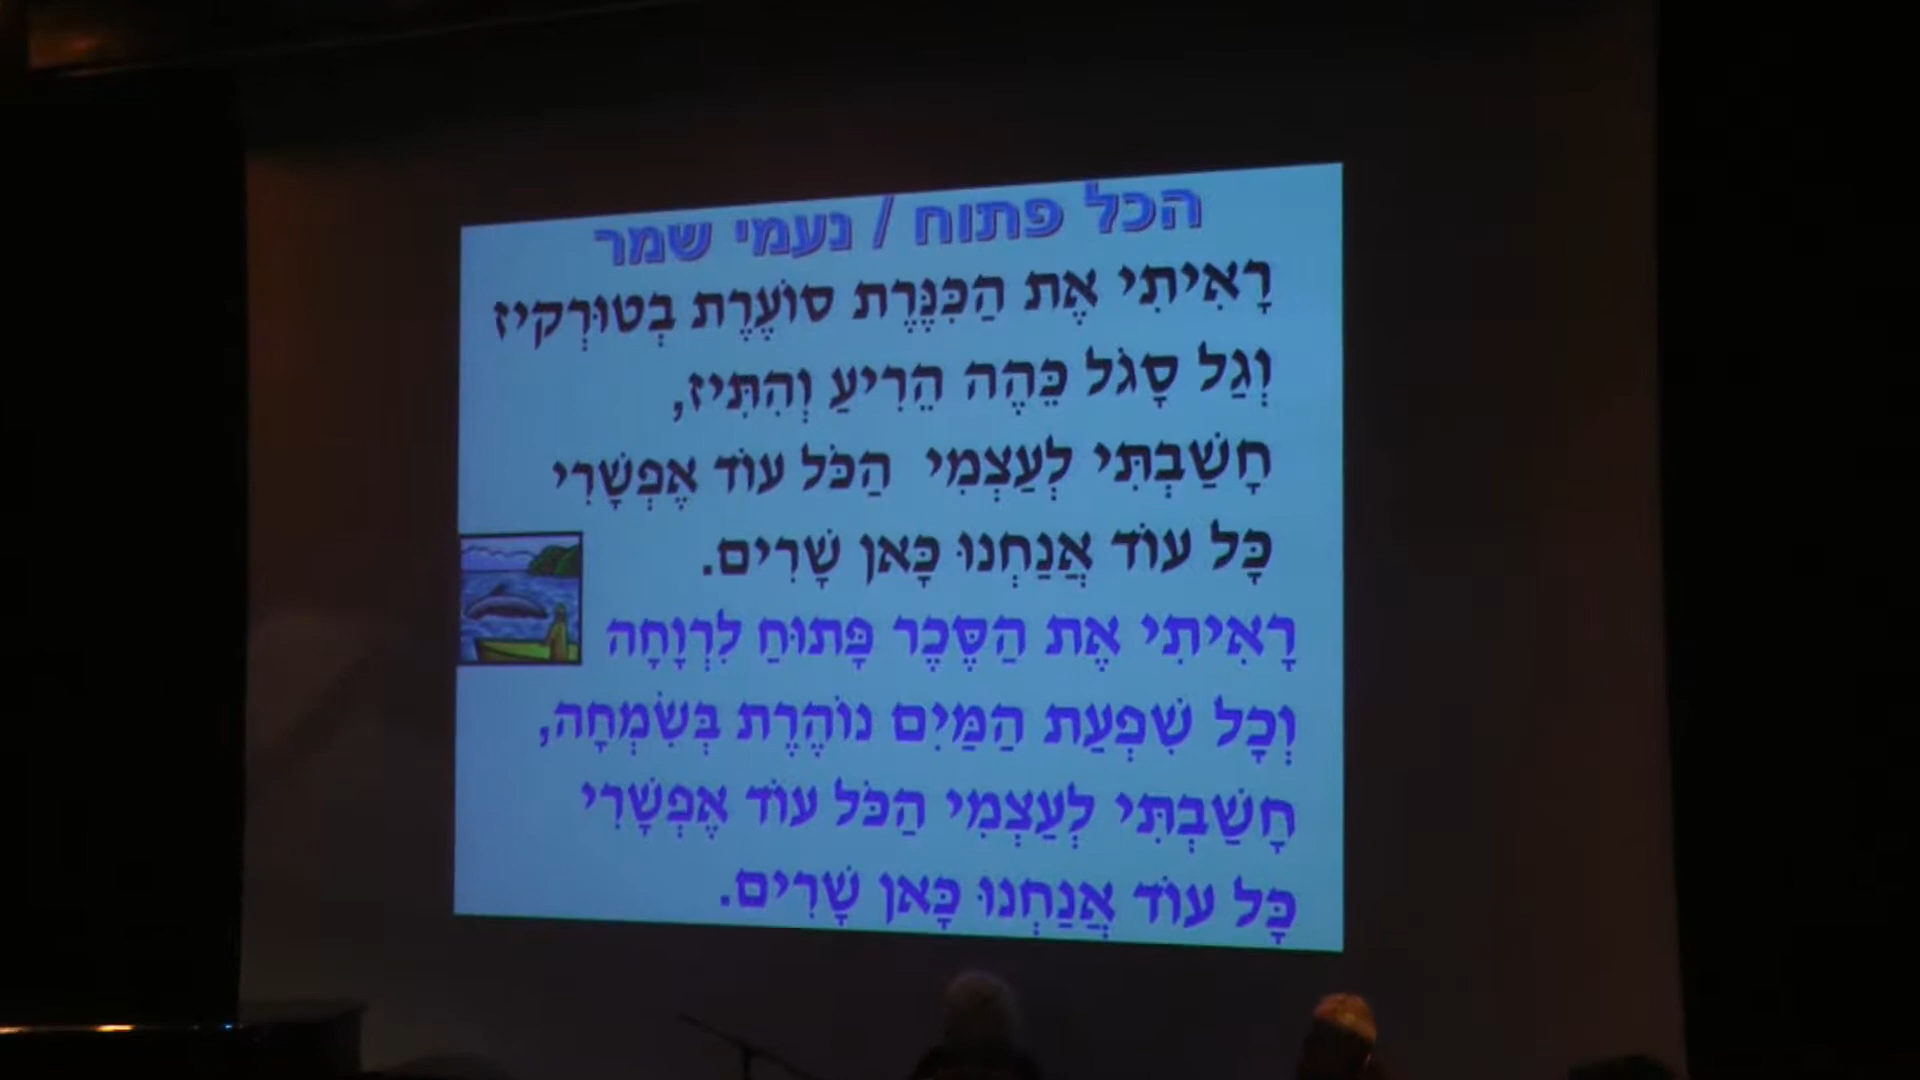 הכל פתוח / נעמי שמר
רָאִיתִי אֶת הַכִּנֶּרֶת סוֹעֶרֶת בְּטוּרְקִיז
וְגַל סָגֹל כֵּהֶה הֵרִיעַ וְהִתִּיז,
חָשַׁבְתִּי לְעַצְמִי הַכֹּל עוֹד אֶפְשָׁרִי
כָּל עוֹד אֲנַחְנוּ כָּאן שָׁרִים.
רָאִיתִי אֶת הַסֶּכֶר פָּתוּחַ לִרְוָחָה
וְכָל שִׁפְעַת הַמַּיִם נוֹהֶרֶת בְּשִׂמְחָה,
חָשַׁבְתִּי לְעַצְמִי הַכֹּל עוֹד אֶפְשָׁרִי
כָּל עוֹד אֲנַחְנוּ כָּאן שָׁרִים.